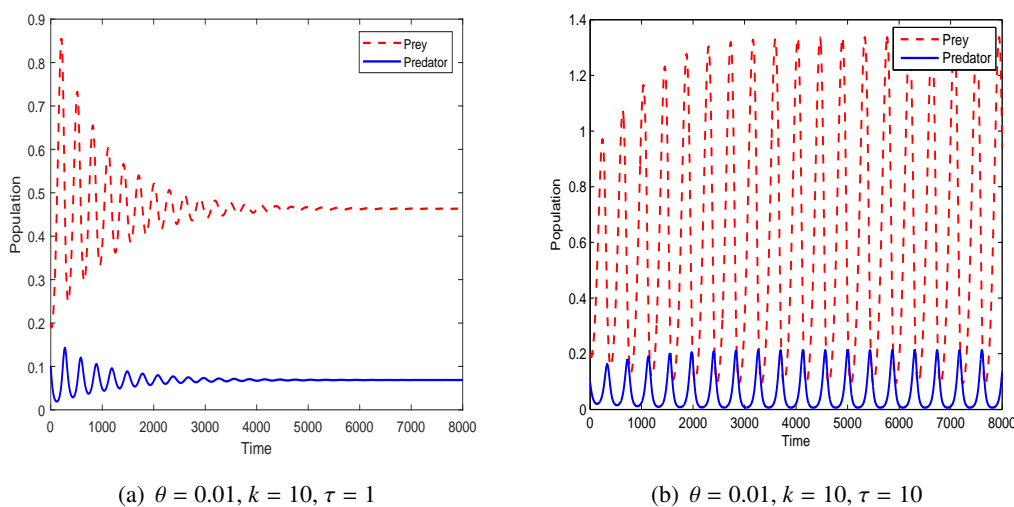 0.9
0.8
0.7
0.6
0.5
0.4
0.3
0.2
0.1
0
Population
0 1000 2000 3000 4000 5000 6000 7000 8000
Time
Prey
Predator
1.4
1.2
1
0.8
0.6
0.4
0.2
0
Population
0 1000 2000 3000 4000 5000 6000 7000 8000
Time
Prey
Predator
(a) θ = 0.01, k = 10, τ = 1
(b) θ = 0.01, k = 10, τ = 10